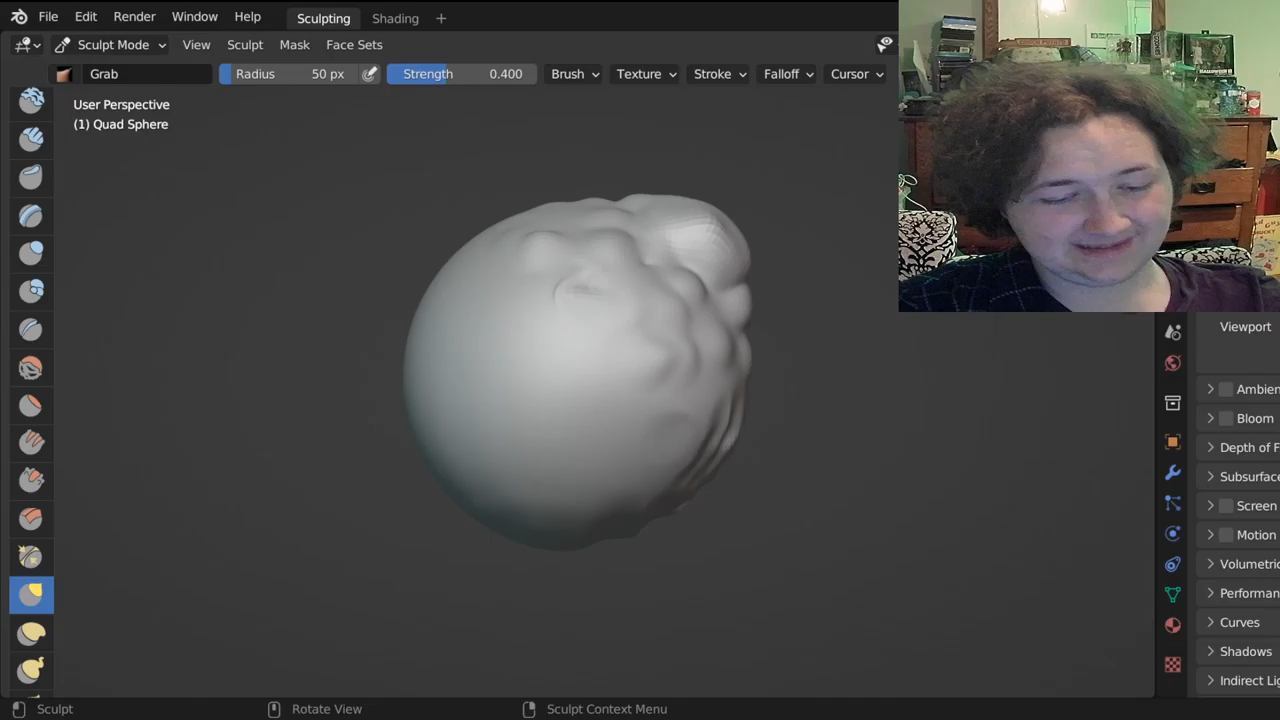 File Edit Render Window Help Sculpting Shading +
Sculpt Mode View Sculpt Mask Face Sets
Grab Radius 50 px Strength 0.400 Brush Texture Stroke Falloff Cursor
User Perspective
(1) Quad Sphere
HALLOWEEN
Viewport
Ambien
Bloom
Depth of F
Subsurface
Screen
Motion
Volumetric
Performan
Curves
Shadows
Indirect Lig
Sculpt Rotate View Sculpt Context Menu